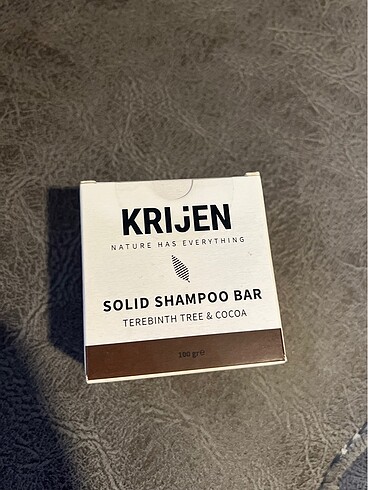 KRIJEN
NATURE HAS EVERYTHING
SOLID SHAMPOO BAR
TEREBINTH TREE & COCOA
100 gr℮